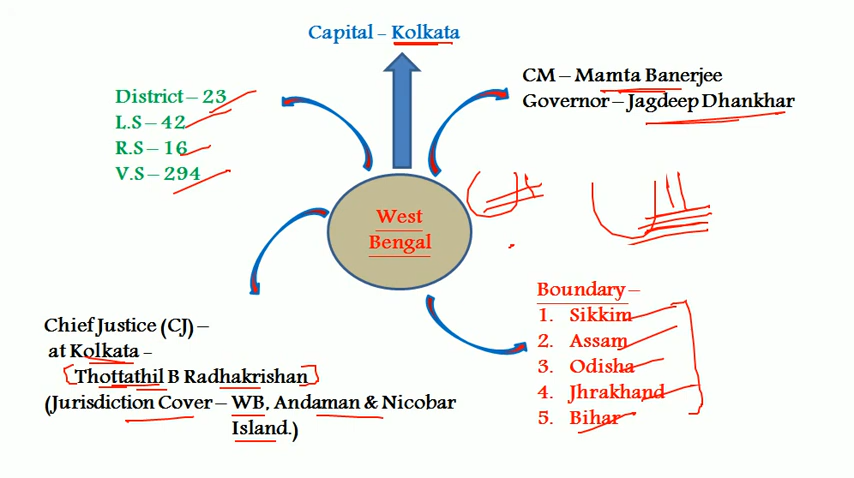 Capital – Kolkata
CM – Mamta Banerjee
Governor – Jagdeep Dhankhar
District – 23
L.S – 42
R.S – 16
V.S – 294
West
Bengal
Boundary –
1. Sikkim
2. Assam
3. Odisha
4. Jhrakhand
5. Bihar
Chief Justice (CJ) –
at Kolkata –
Thottathil B Radhakrishan
(Jurisdiction Cover – WB, Andaman & Nicobar
Island.)